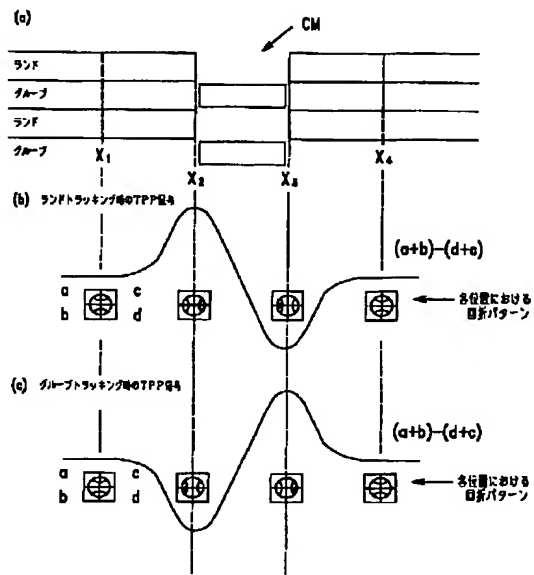 (a)
CM
ランド
グルーブ
ランド
グルーブ
X1
X2
X3
X4
(b) ランドトラッキング時のTPP信号
(a+b)-(d+c)
a c
b d
各位置における
回折パターン
(c) グルーブトラッキング時のTPP信号
(a+b)-(d+c)
a c
b d
各位置における
回折パターン